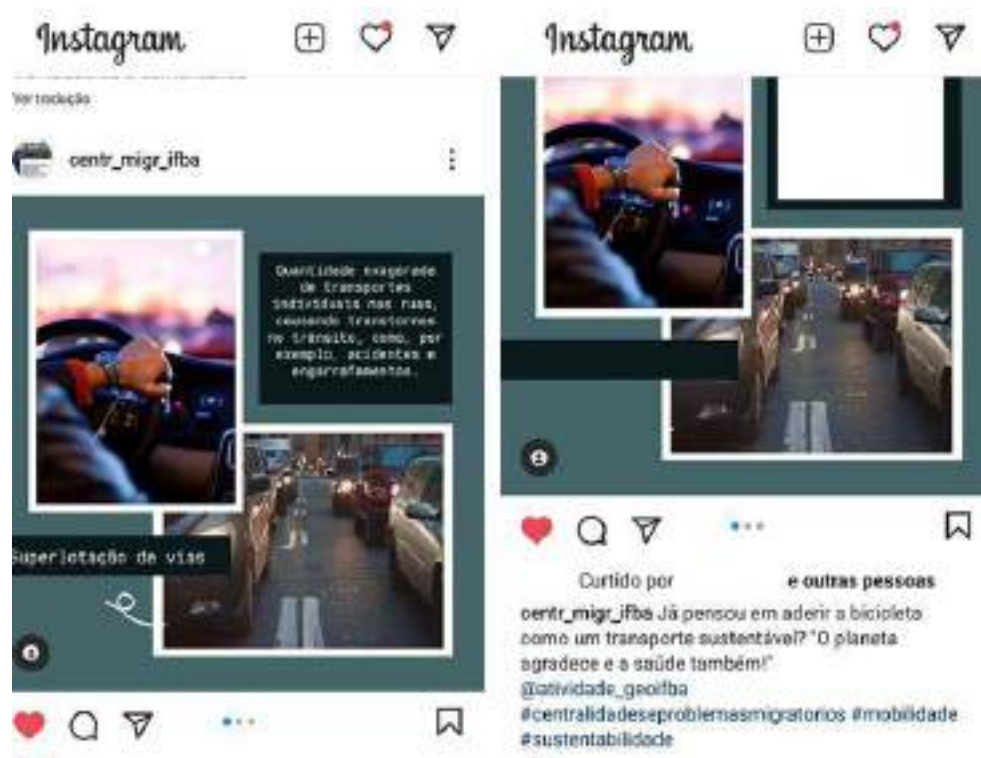 Instagram
Ver tradução
centr_migr_ifba
Quantidade exagerada
de transportes
individuais nas ruas,
causando transtornos
no trânsito, como, por
exemplo, acidentes e
engarrafamentos.
Superlotação de vias
Instagram
Curtido por
e outras pessoas
centr_migr_ifba Já pensou em aderir a bicicleta
como um transporte sustentável? "O planeta
agradece e a saúde também!"
@atividade_geoifba
#centralidadeseproblemasmigratorios #mobilidade
#sustentabilidade